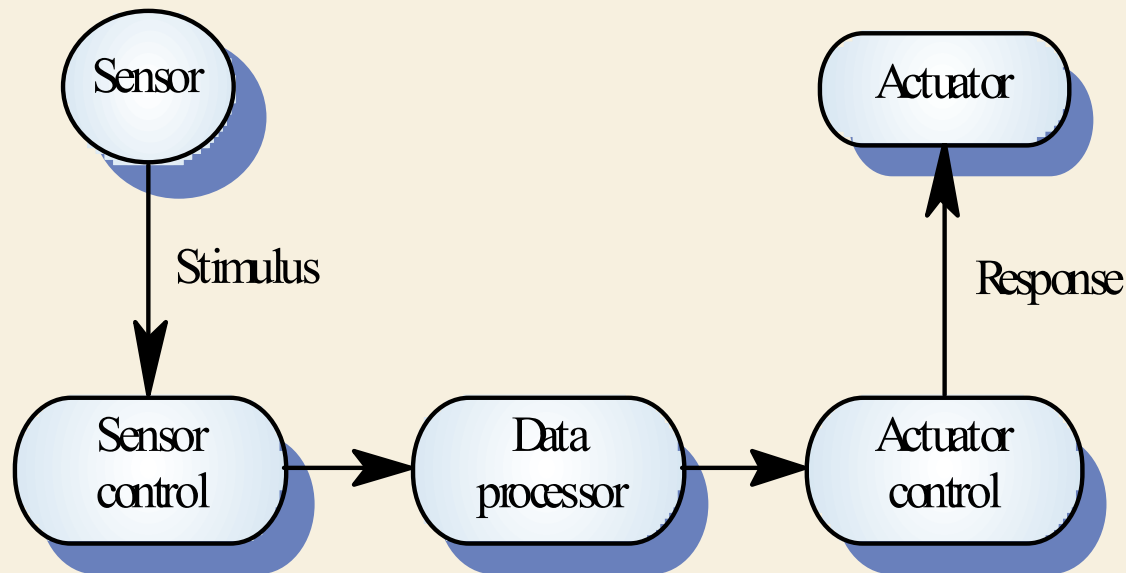 Sensor
Actuator
Stimulus
Response
Sensor
control
Data
processor
Actuator
control